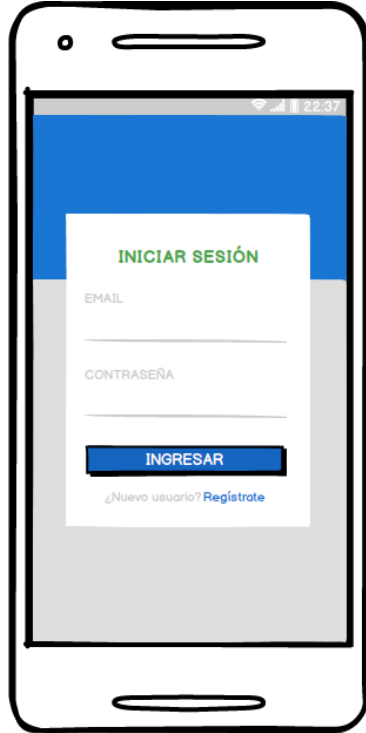 22:37
INICIAR SESIÓN
EMAIL
CONTRASEÑA
INGRESAR
¿Nuevo usuario? Regístrate